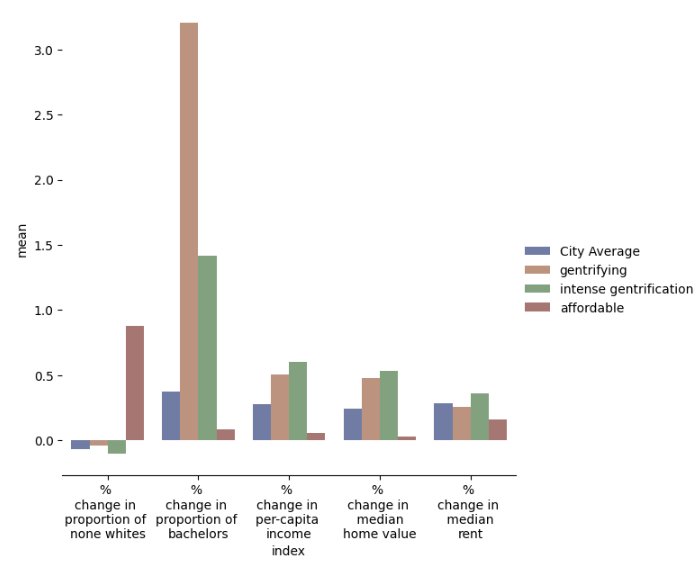 3.0
2.5
2.0
1.5
1.0
0.5
0.0
mean
City Average
gentrifying
intense gentrification
affordable
%
change in
proportion of
none whites
%
change in
proportion of
bachelors
%
change in
per-capita
income
%
change in
median
home value
%
change in
median
rent
index